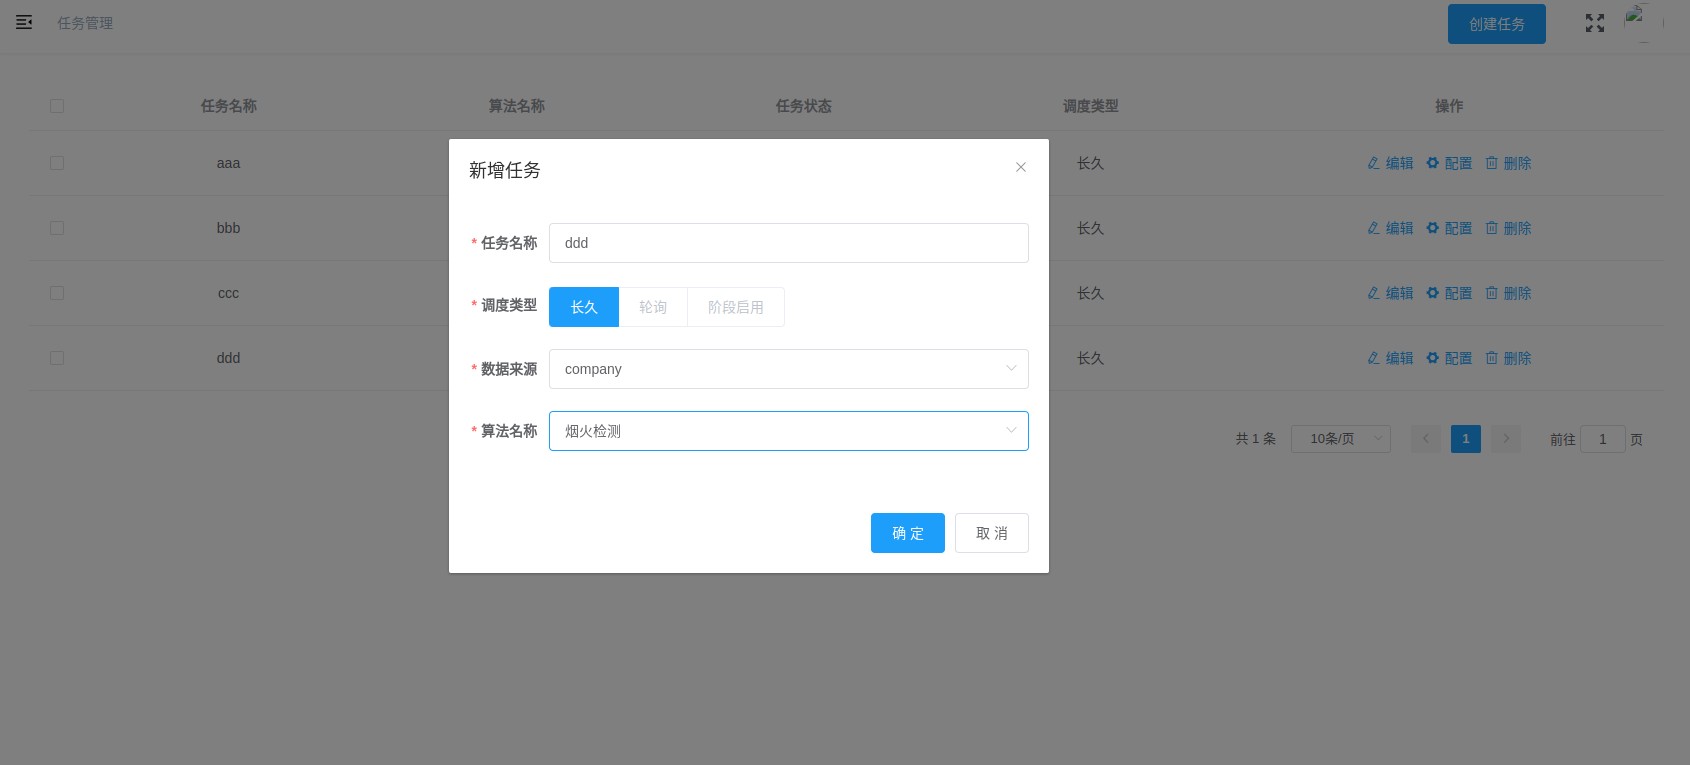 任务管理
创建任务
任务名称 算法名称 任务状态 调度类型 操作
aaa 长久 编辑 配置 删除
bbb 长久 编辑 配置 删除
ccc 长久 编辑 配置 删除
ddd 长久 编辑 配置 删除
共 1 条 10条/页 1 前往 1 页
新增任务
* 任务名称 ddd
* 调度类型 长久 轮询 阶段启用
* 数据来源 company
* 算法名称 烟火检测
确 定 取 消